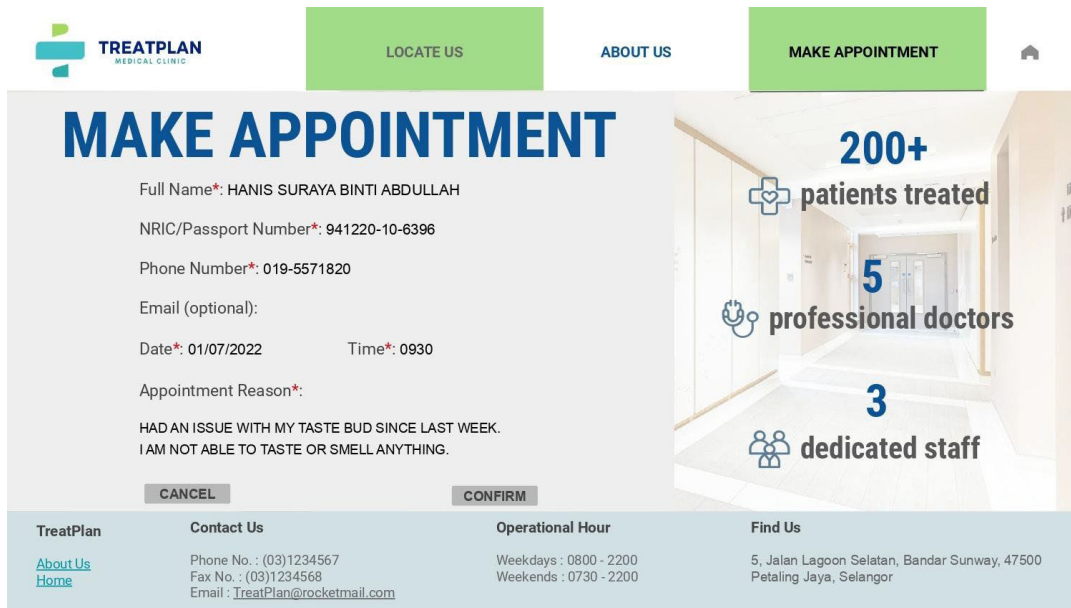 TREATPLAN
MEDICAL CLINIC
LOCATE US
ABOUT US
MAKE APPOINTMENT
MAKE APPOINTMENT
Full Name*: HANIS SURAYA BINTI ABDULLAH
NRIC/Passport Number*: 941220-10-6396
Phone Number*: 019-5571820
Email (optional):
Date*: 01/07/2022 Time*: 0930
Appointment Reason*:
HAD AN ISSUE WITH MY TASTE BUD SINCE LAST WEEK.
I AM NOT ABLE TO TASTE OR SMELL ANYTHING.
CANCEL
CONFIRM
200+
patients treated
5
professional doctors
3
dedicated staff
TreatPlan
About Us
Home
Contact Us
Phone No. : (03)1234567
Fax No. : (03)1234568
Email : TreatPlan@rocketmail.com
Operational Hour
Weekdays : 0800 - 2200
Weekends : 0730 - 2200
Find Us
5, Jalan Lagoon Selatan, Bandar Sunway, 47500
Petaling Jaya, Selangor